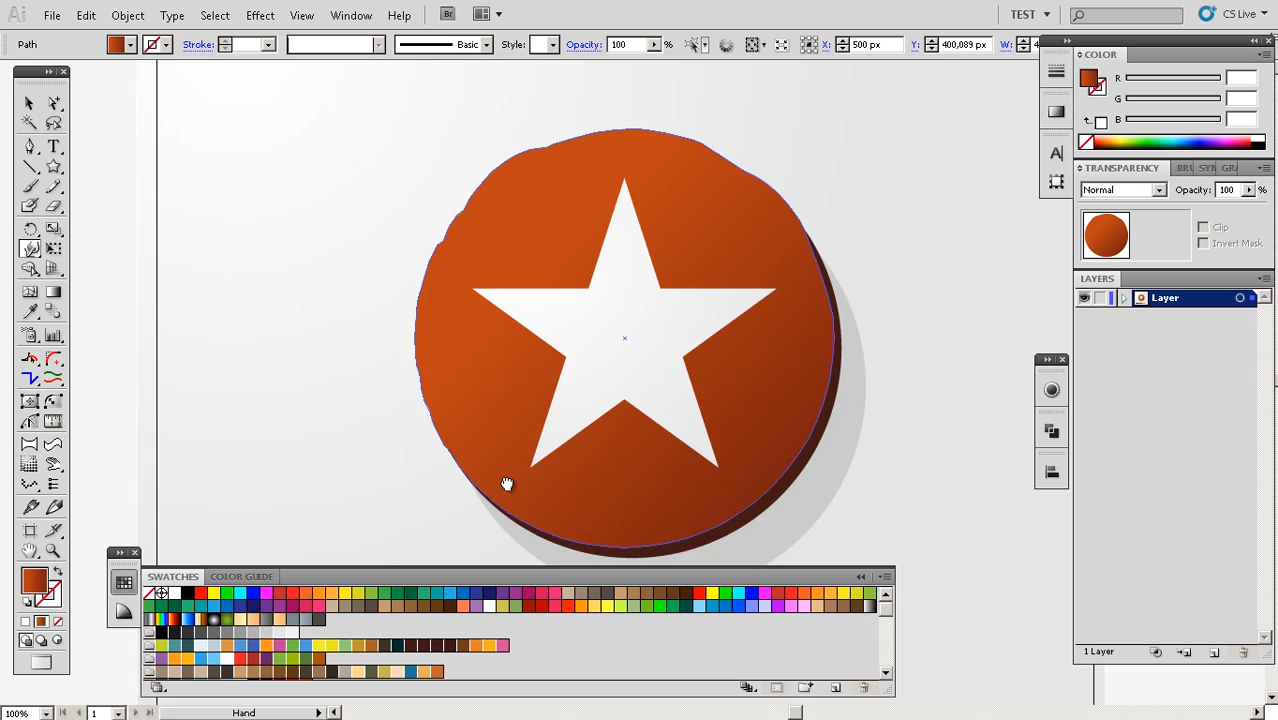 Ai File Edit Object Type Select Effect View Window Help Br TEST CS Live
Path Stroke: Basic Style: Opacity: 100 % X: 500 px Y: 400,089 px W:
COLOR
R
G
B
TRANSPARENCY
Normal Opacity: 100 %
Clip
Invert Mask
LAYERS
Layer
SWATCHES COLOR GUIDE
1 Layer
100% 1 Hand